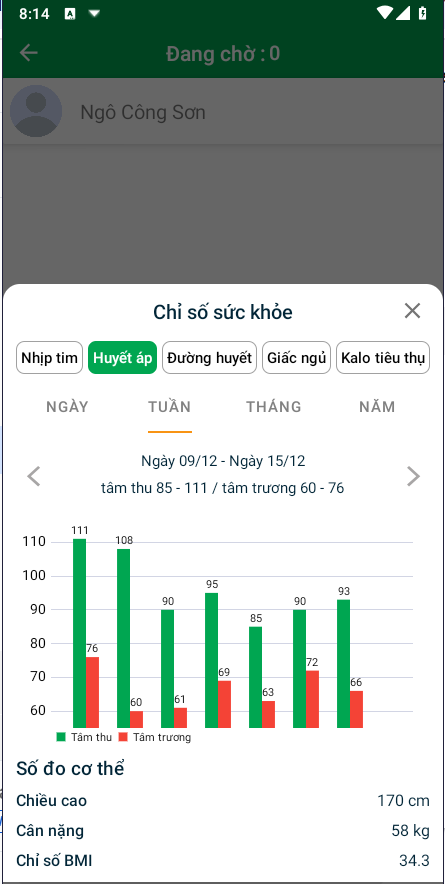 8:14
Đang chờ : 0
Ngô Công Sơn
Chỉ số sức khỏe
Nhịp tim Huyết áp Đường huyết Giấc ngủ Kalo tiêu thụ
NGÀY TUẦN THÁNG NĂM
Ngày 09/12 - Ngày 15/12
tâm thu 85 - 111 / tâm trương 60 - 76
111
108
110
100
95
90 90 93
90
85
80
76
72
70
69
66
63
61
60
60
Tâm thu Tâm trương
Số đo cơ thể
Chiều cao 170 cm
Cân nặng 58 kg
Chỉ số BMI 34.3